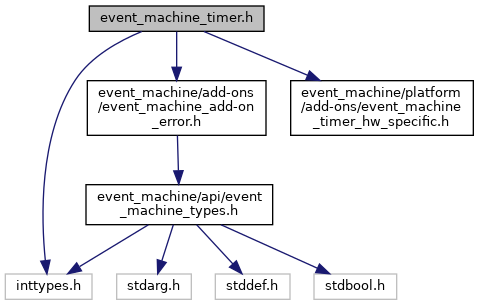 event_machine_timer.h
event_machine/add-ons
/event_machine_add-on
_error.h
event_machine/platform
/add-ons/event_machine
_timer_hw_specific.h
event_machine/api/event
_machine_types.h
inttypes.h
stdarg.h
stddef.h
stdbool.h